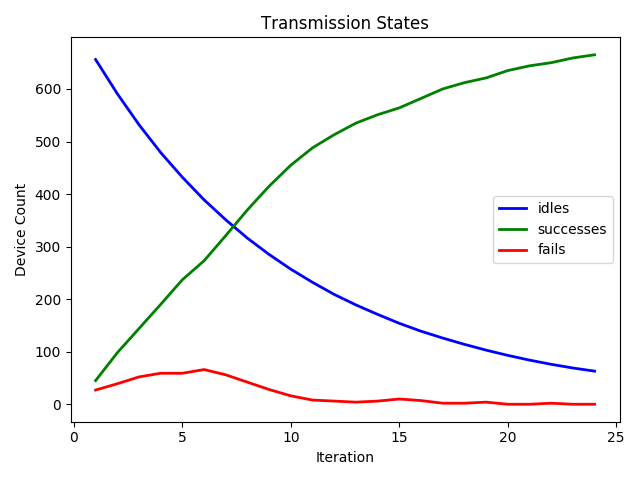 Transmission States
Device Count
600
500
400
300
200
100
0
idles
successes
fails
0 5 10 15 20 25
Iteration